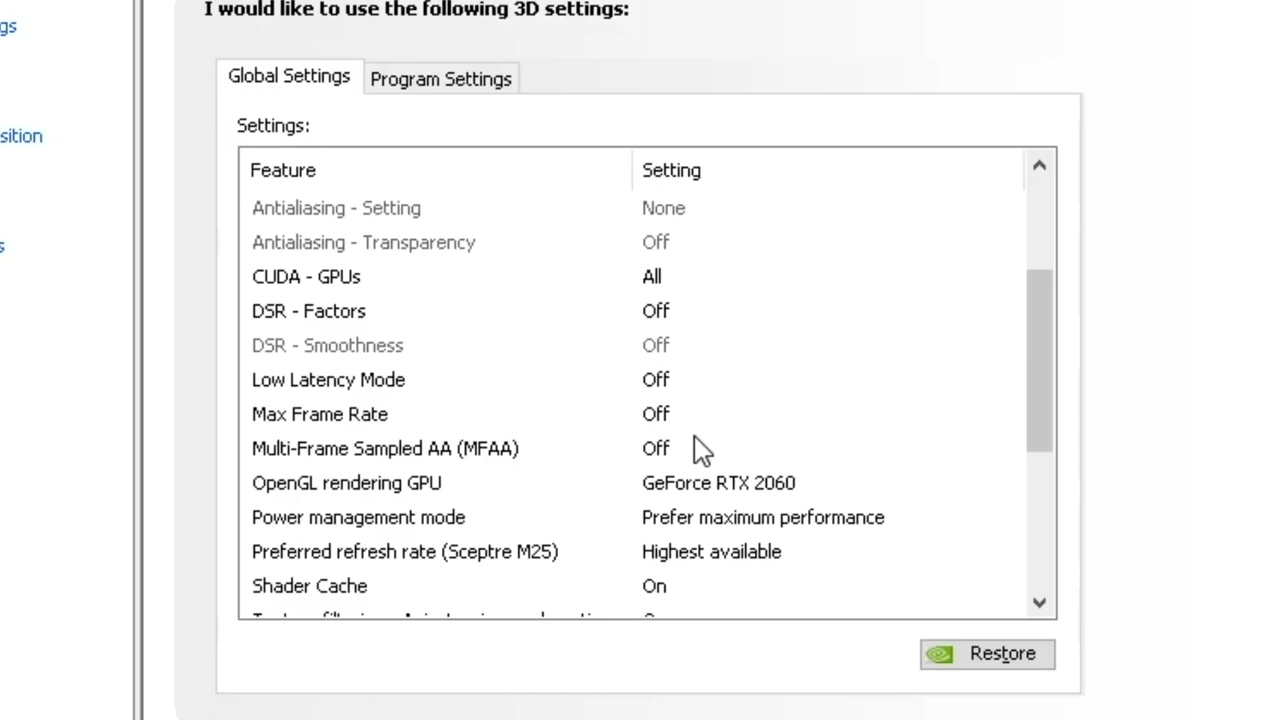 I would like to use the following 3D settings:
gs
sition
s
Global Settings
Program Settings
Settings:
Feature Setting
Antialiasing - Setting None
Antialiasing - Transparency Off
CUDA - GPUs All
DSR - Factors Off
DSR - Smoothness Off
Low Latency Mode Off
Max Frame Rate Off
Multi-Frame Sampled AA (MFAA) Off
OpenGL rendering GPU GeForce RTX 2060
Power management mode Prefer maximum performance
Preferred refresh rate (Sceptre M25) Highest available
Shader Cache On
Restore